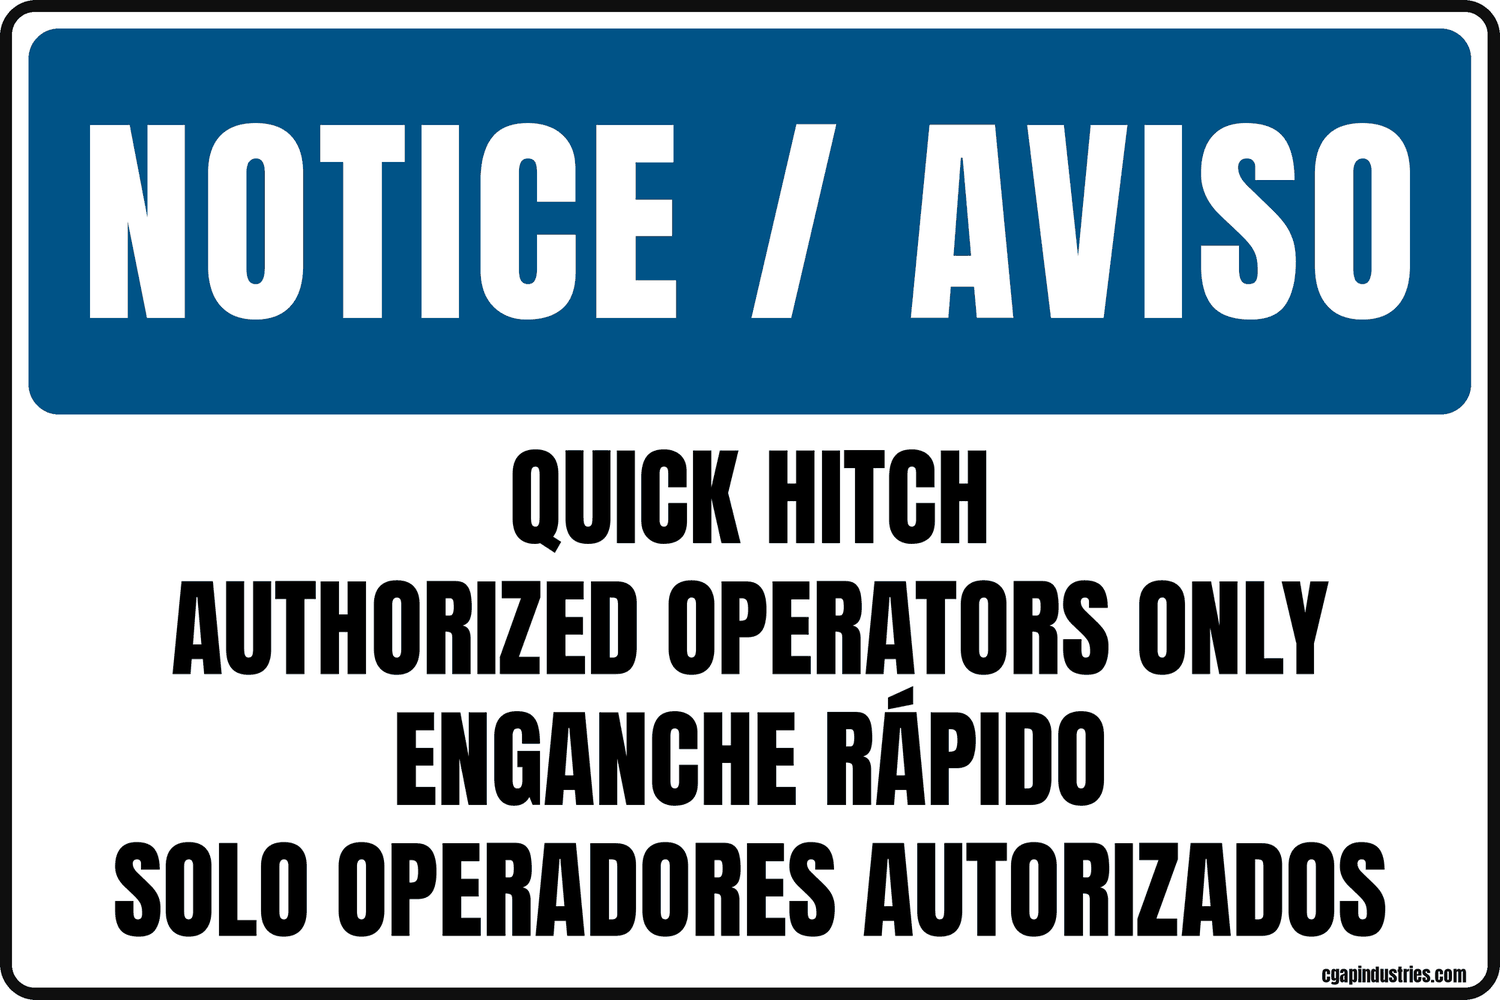 NOTICE / AVISO
QUICK HITCH
AUTHORIZED OPERATORS ONLY
ENGANCHE RÁPIDO
SOLO OPERADORES AUTORIZADOS
cgapindustries.com